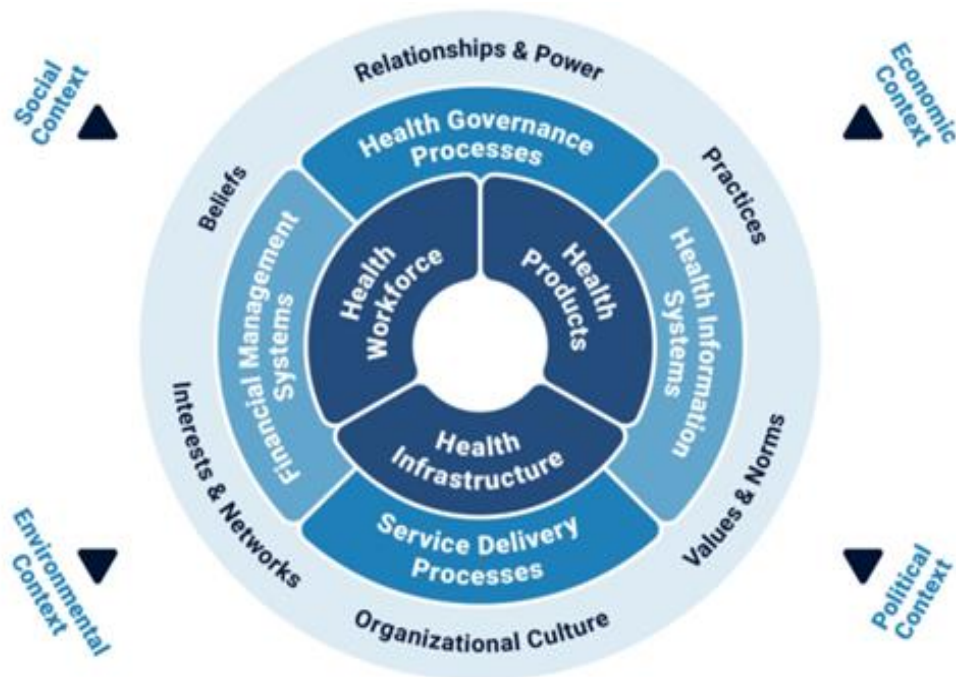 Social
Context
Economic
Context
Relationships & Power
Health Governance
Processes
Beliefs
Practices
Financial Management
Systems
Health
Workforce
Health
Products
Health Information
Systems
Health
Infrastructure
Interests & Networks
Values & Norms
Service Delivery
Processes
Organizational Culture
Environmental
Context
Political
Context